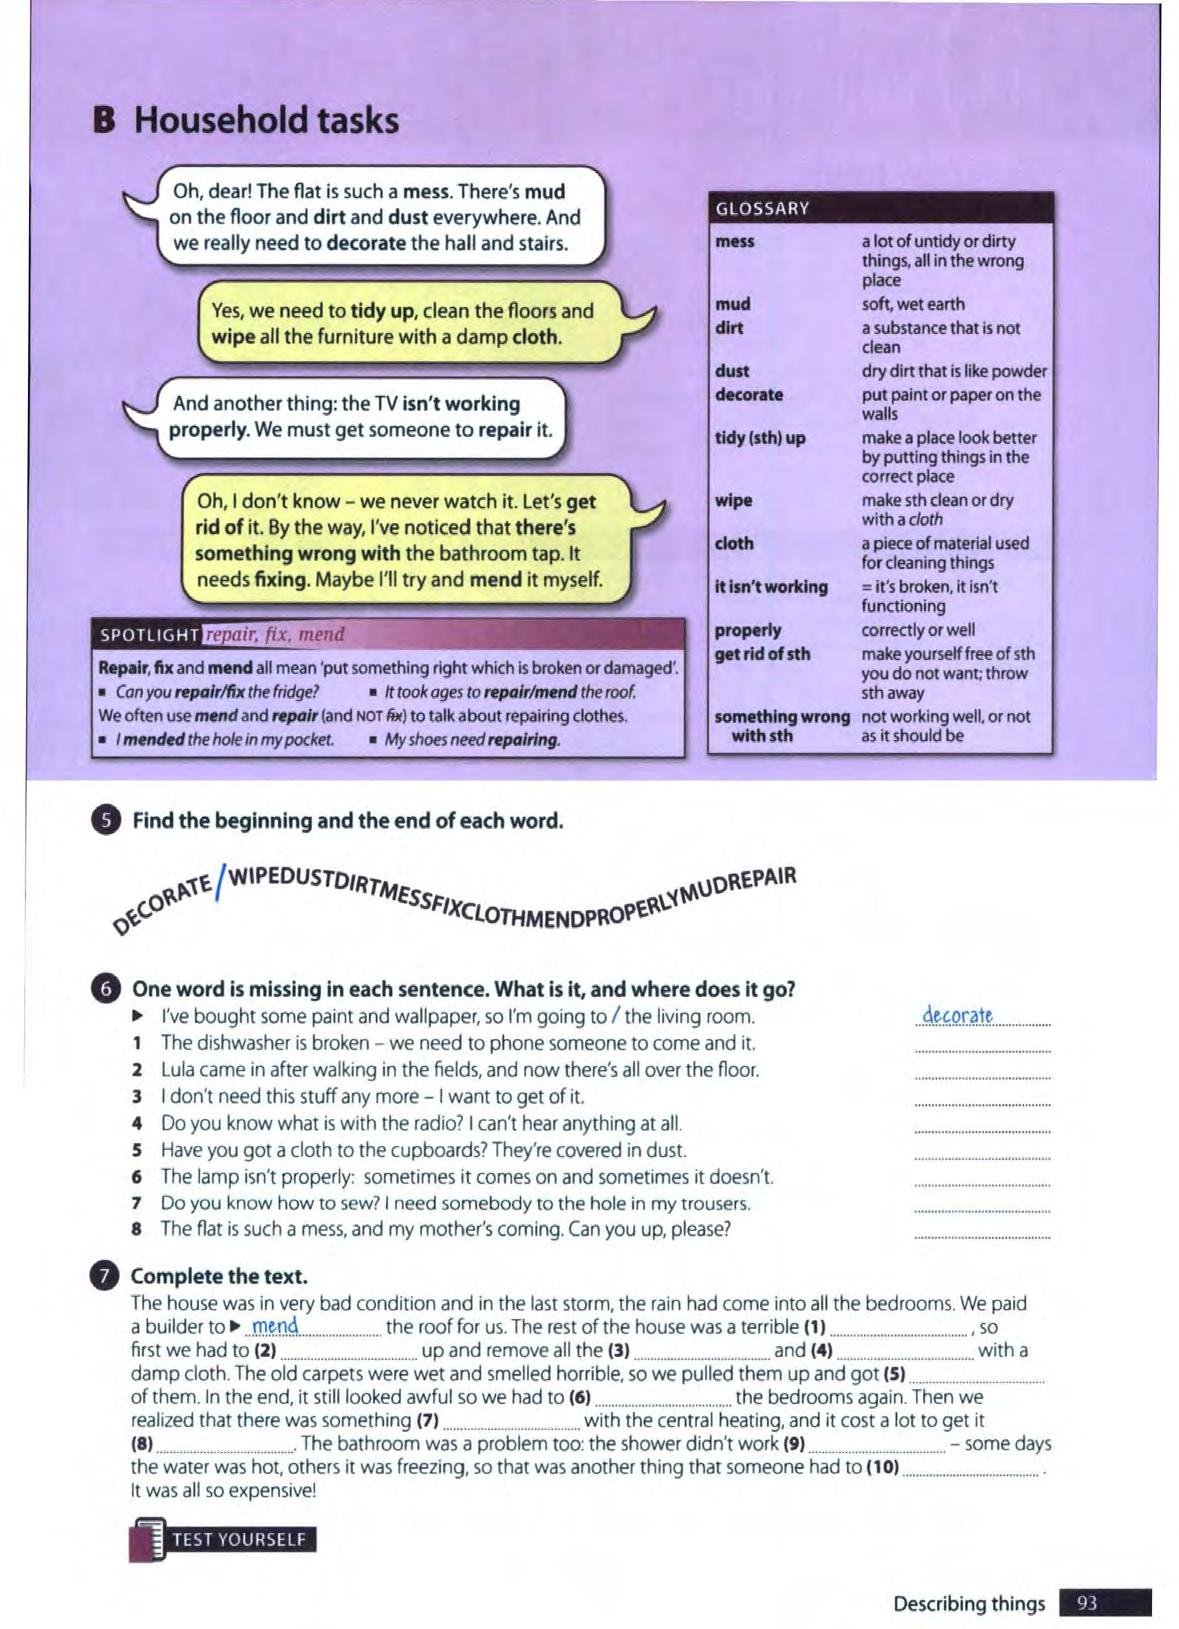 B Household tasks
Oh, dear! The flat is such a mess. There's mud
on the floor and dirt and dust everywhere. And
we really need to decorate the hall and stairs.
Yes, we need to tidy up, clean the floors and
wipe all the furniture with a damp cloth.
And another thing: the TV isn't working
properly. We must get someone to repair it.
Oh, I don't know – we never watch it. Let's get
rid of it. By the way, I've noticed that there's
something wrong with the bathroom tap. It
needs fixing. Maybe I'll try and mend it myself.
SPOTLIGHT repair, fix, mend
Repair, fix and mend all mean 'put something right which is broken or damaged'.
▪ Can you repair/fix the fridge? ▪ It took ages to repair/mend the roof.
We often use mend and repair (and NOT fix) to talk about repairing clothes.
▪ I mended the hole in my pocket. ▪ My shoes need repairing.
GLOSSARY
mess a lot of untidy or dirty
things, all in the wrong
place
mud soft, wet earth
dirt a substance that is not
clean
dust dry dirt that is like powder
decorate put paint or paper on the
walls
tidy (sth) up make a place look better
by putting things in the
correct place
wipe make sth clean or dry
with a cloth
cloth a piece of material used
for cleaning things
it isn't working = it's broken, it isn't
functioning
properly correctly or well
get rid of sth make yourself free of sth
you do not want; throw
sth away
something wrong not working well, or not
with sth as it should be
5 Find the beginning and the end of each word.
DECORATE/WIPEDUSTDIRTMESSFIXCLOTHMENDPROPERLYMUDREPAIR
6 One word is missing in each sentence. What is it, and where does it go?
▶ I've bought some paint and wallpaper, so I'm going to / the living room. decorate
1 The dishwasher is broken – we need to phone someone to come and it.
2 Lula came in after walking in the fields, and now there's all over the floor.
3 I don't need this stuff any more – I want to get of it.
4 Do you know what is with the radio? I can't hear anything at all.
5 Have you got a cloth to the cupboards? They're covered in dust.
6 The lamp isn't properly: sometimes it comes on and sometimes it doesn't.
7 Do you know how to sew? I need somebody to the hole in my trousers.
8 The flat is such a mess, and my mother's coming. Can you up, please?
7 Complete the text.
The house was in very bad condition and in the last storm, the rain had come into all the bedrooms. We paid
a builder to ▶ mend the roof for us. The rest of the house was a terrible (1) , so
first we had to (2) up and remove all the (3) and (4) with a
damp cloth. The old carpets were wet and smelled horrible, so we pulled them up and got (5)
of them. In the end, it still looked awful so we had to (6) the bedrooms again. Then we
realized that there was something (7) with the central heating, and it cost a lot to get it
(8) . The bathroom was a problem too: the shower didn't work (9) – some days
the water was hot, others it was freezing, so that was another thing that someone had to (10) .
It was all so expensive!
TEST YOURSELF
Describing things 93